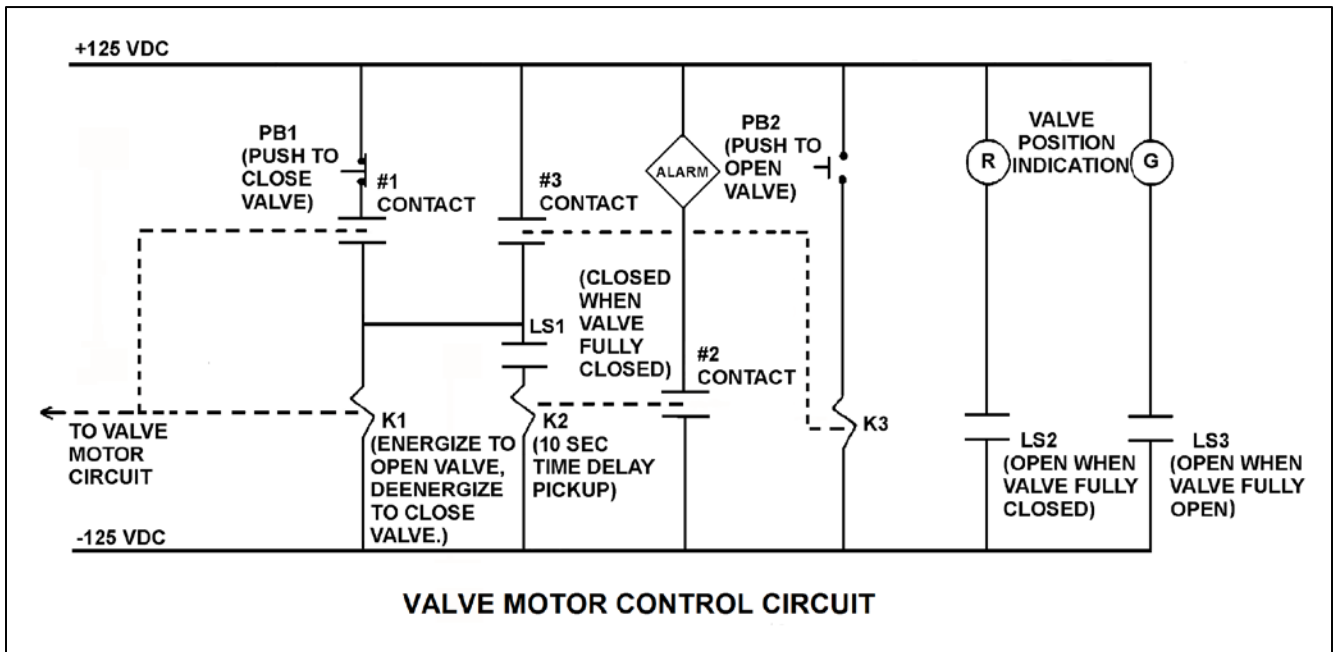 +125 VDC
PB1
(PUSH TO
CLOSE
VALVE)
#1
CONTACT
#3
CONTACT
ALARM
PB2
(PUSH TO
OPEN
VALVE)
R
VALVE
POSITION
INDICATION
G
(CLOSED
WHEN
VALVE
FULLY
CLOSED)
LS1
#2
CONTACT
TO VALVE
MOTOR
CIRCUIT
K1
(ENERGIZE TO
OPEN VALVE,
DEENERGIZE
TO CLOSE
VALVE.)
K2
(10 SEC
TIME DELAY
PICKUP)
K3
LS2
(OPEN WHEN
VALVE FULLY
CLOSED)
LS3
(OPEN WHEN
VALVE FULLY
OPEN)
-125 VDC
VALVE MOTOR CONTROL CIRCUIT